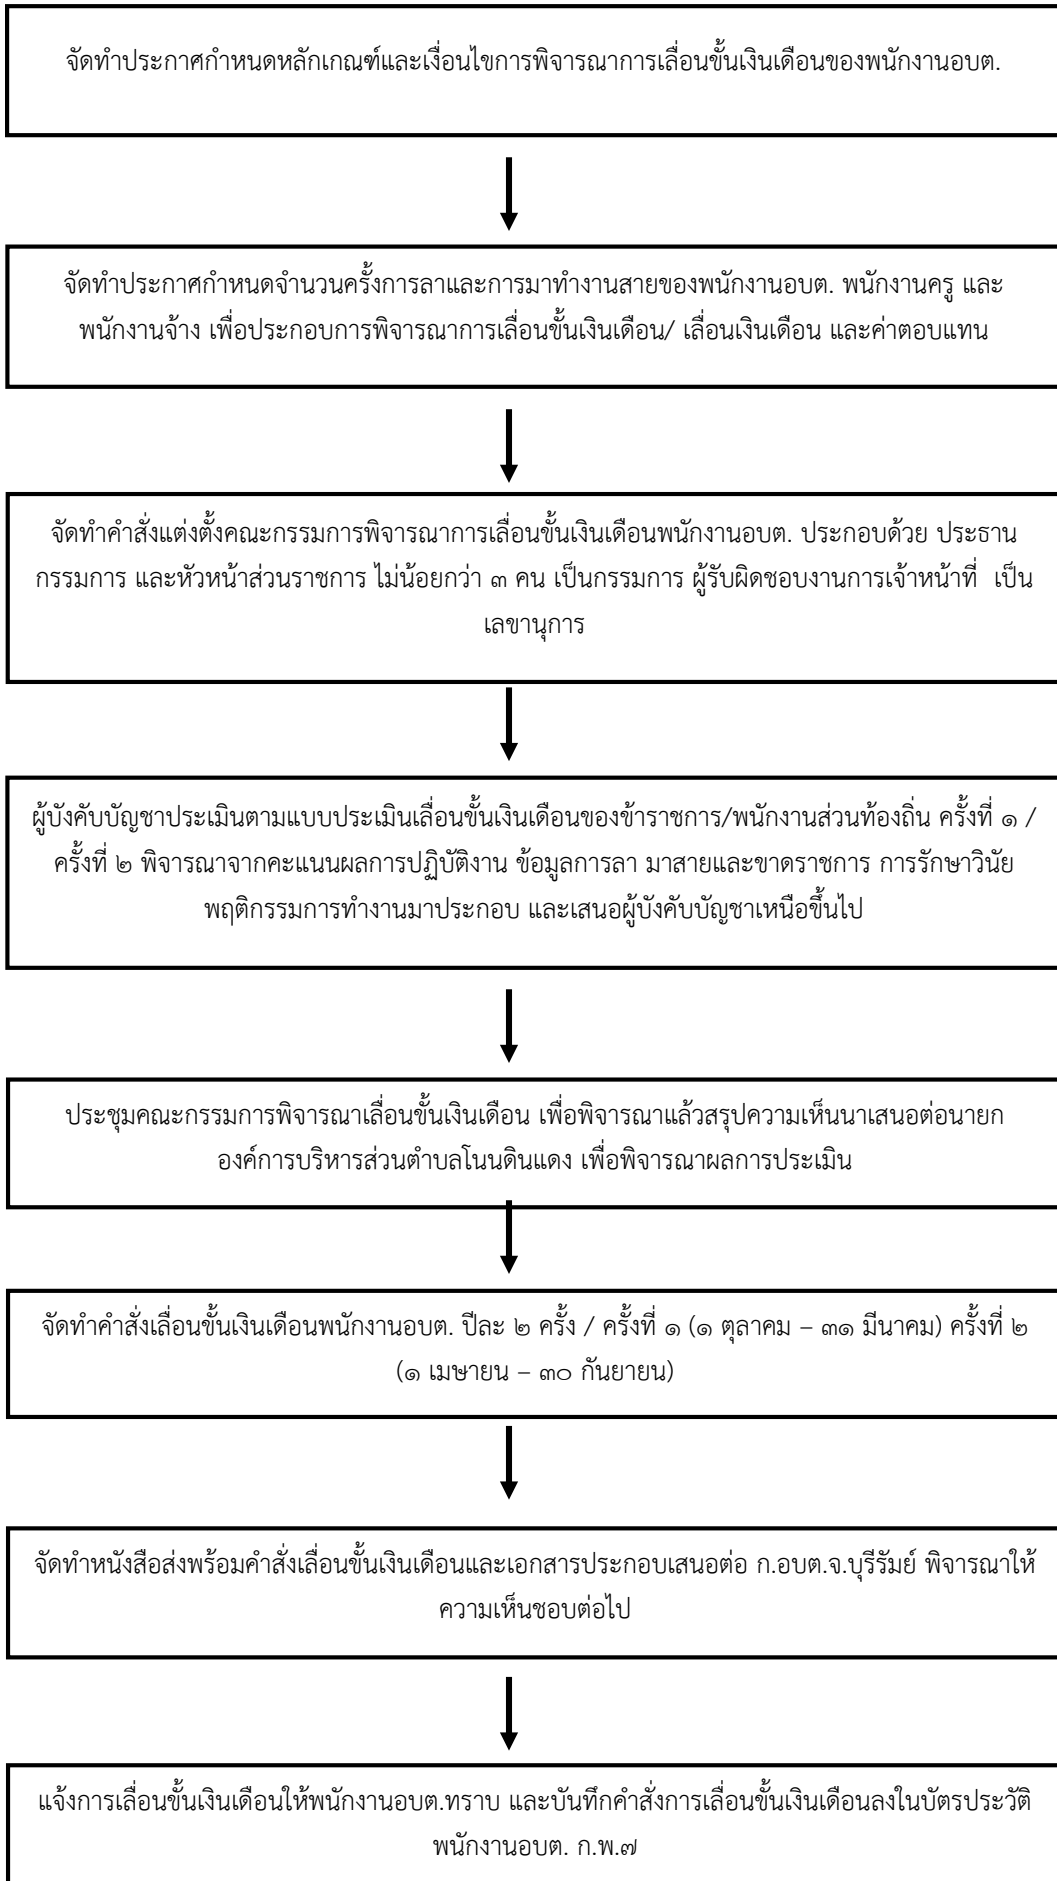 จัดทำประกาศกำหนดหลักเกณฑ์และเงื่อนไขการพิจารณาการเลื่อนขั้นเงินเดือนของพนักงานอบต.
จัดทำประกาศกำหนดจำนวนครั้งการลาและการมาทำงานสายของพนักงานอบต. พนักงานครู และ
พนักงานจ้าง เพื่อประกอบการพิจารณาการเลื่อนขั้นเงินเดือน/ เลื่อนเงินเดือน และค่าตอบแทน
จัดทำคำสั่งแต่งตั้งคณะกรรมการพิจารณาการเลื่อนขั้นเงินเดือนพนักงานอบต. ประกอบด้วย ประธาน
กรรมการ และหัวหน้าส่วนราชการ ไม่น้อยกว่า ๓ คน เป็นกรรมการ ผู้รับผิดชอบงานการเจ้าหน้าที่ เป็น
เลขานุการ
ผู้บังคับบัญชาประเมินตามแบบประเมินเลื่อนขั้นเงินเดือนของข้าราชการ/พนักงานส่วนท้องถิ่น ครั้งที่ ๑ /
ครั้งที่ ๒ พิจารณาจากคะแนนผลการปฏิบัติงาน ข้อมูลการลา มาสายและขาดราชการ การรักษาวินัย
พฤติกรรมการทำงานมาประกอบ และเสนอผู้บังคับบัญชาเหนือขึ้นไป
ประชุมคณะกรรมการพิจารณาเลื่อนขั้นเงินเดือน เพื่อพิจารณาแล้วสรุปความเห็นนาเสนอต่อนายก
องค์การบริหารส่วนตำบลโนนดินแดง เพื่อพิจารณาผลการประเมิน
จัดทำคำสั่งเลื่อนขั้นเงินเดือนพนักงานอบต. ปีละ ๒ ครั้ง / ครั้งที่ ๑ (๑ ตุลาคม – ๓๑ มีนาคม) ครั้งที่ ๒
(๑ เมษายน – ๓๐ กันยายน)
จัดทำหนังสือส่งพร้อมคำสั่งเลื่อนขั้นเงินเดือนและเอกสารประกอบเสนอต่อ ก.อบต.จ.บุรีรัมย์ พิจารณาให้
ความเห็นชอบต่อไป
แจ้งการเลื่อนขั้นเงินเดือนให้พนักงานอบต.ทราบ และบันทึกคำสั่งการเลื่อนขั้นเงินเดือนลงในบัตรประวัติ
พนักงานอบต. ก.พ.๗